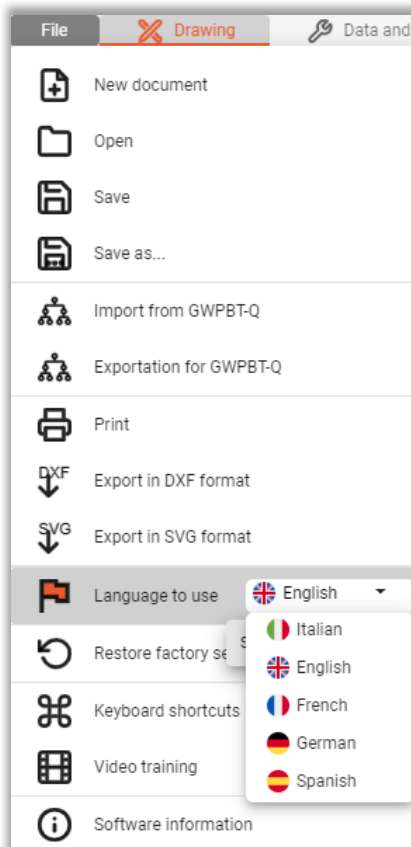 File
Drawing
Data and
New document
Open
Save
Save as...
Import from GWPBT-Q
Exportation for GWPBT-Q
Print
DXF
Export in DXF format
SVG
Export in SVG format
Language to use
English
Italian
English
French
German
Spanish
Restore factory se
Keyboard shortcuts
Video training
Software information